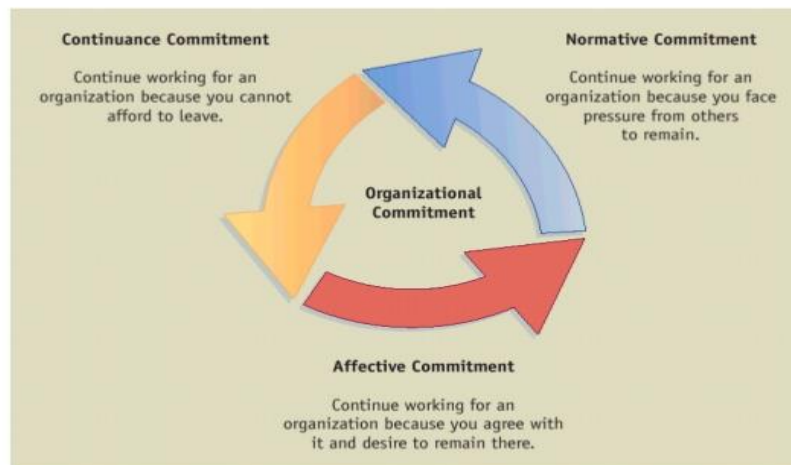 Continuance Commitment
Continue working for an
organization because you cannot
afford to leave.
Normative Commitment
Continue working for an
organization because you face
pressure from others
to remain.
Organizational
Commitment
Affective Commitment
Continue working for an
organization because you agree with
it and desire to remain there.